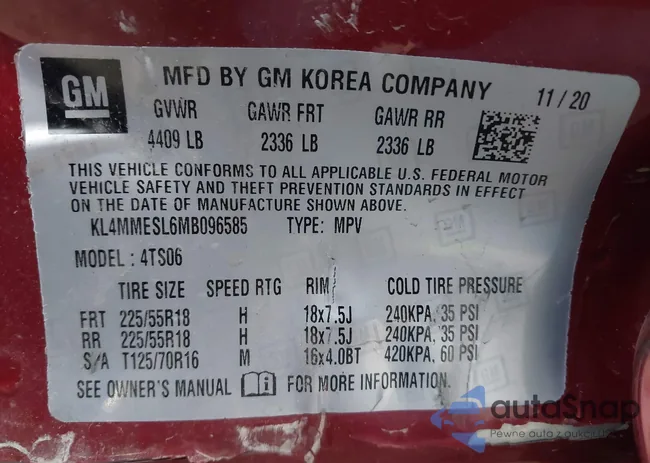 GM
MFD BY GM KOREA COMPANY
11/20
GVWR GAWR FRT GAWR RR
4409 LB 2336 LB 2336 LB
THIS VEHICLE CONFORMS TO ALL APPLICABLE U.S. FEDERAL MOTOR
VEHICLE SAFETY AND THEFT PREVENTION STANDARDS IN EFFECT
ON THE DATE OF MANUFACTURE SHOWN ABOVE.
KL4MMESL6MB096585 TYPE: MPV
MODEL: 4TS06
TIRE SIZE SPEED RTG RIM COLD TIRE PRESSURE
FRT 225/55R18 H 18x7.5J 240KPA, 35 PSI
RR 225/55R18 H 18x7.5J 240KPA, 35 PSI
S/A T125/70R16 M 16x4.0BT 420KPA, 60 PSI
SEE OWNER'S MANUAL FOR MORE INFORMATION.
autoSnap
Pewne auta z aukcji